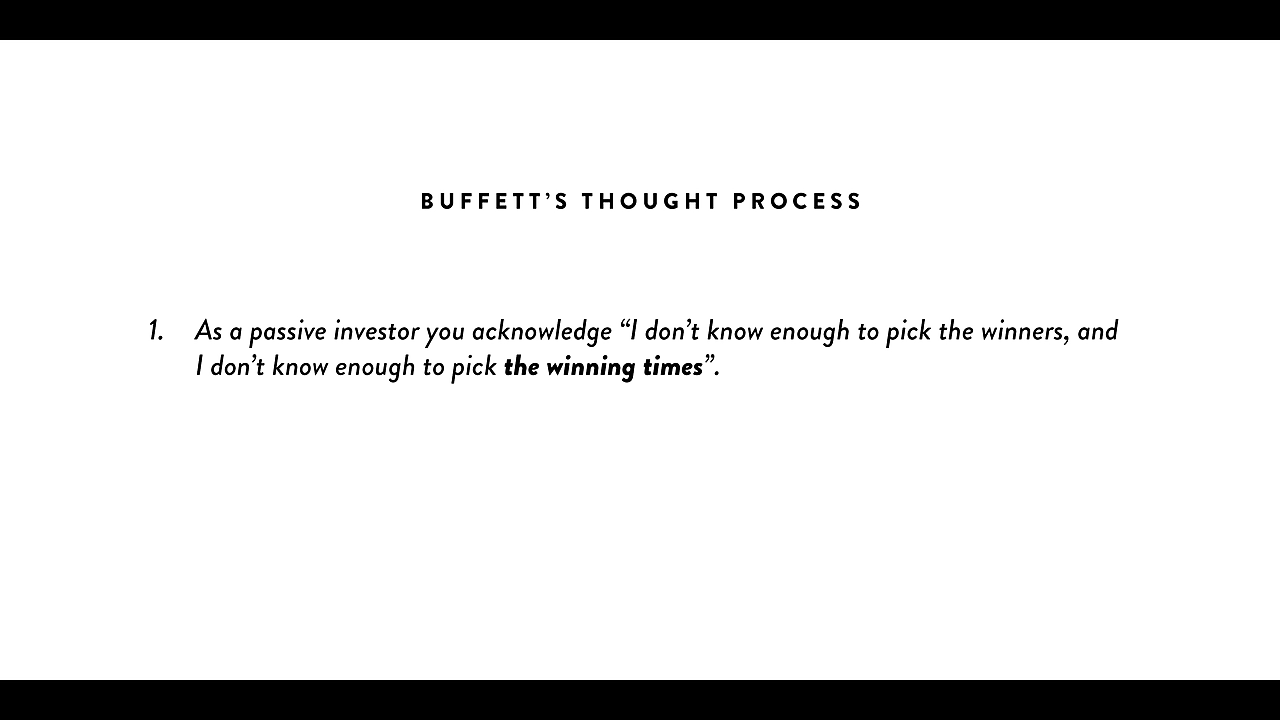 BUFFETT’S THOUGHT PROCESS
1. As a passive investor you acknowledge “I don’t know enough to pick the winners, and
I don’t know enough to pick the winning times”.